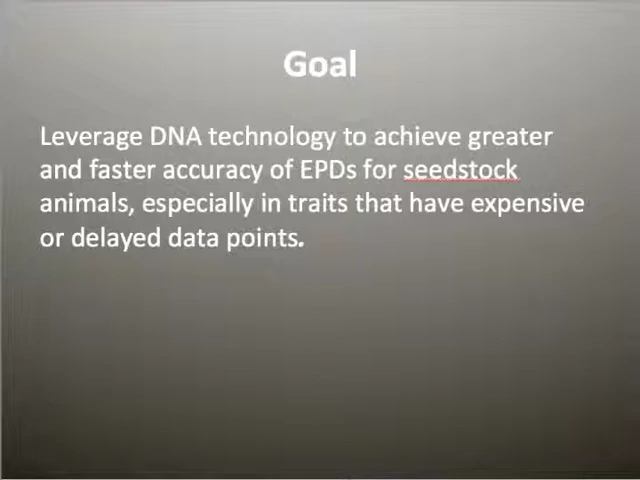 Goal
Leverage DNA technology to achieve greater
and faster accuracy of EPDs for seedstock
animals, especially in traits that have expensive
or delayed data points.